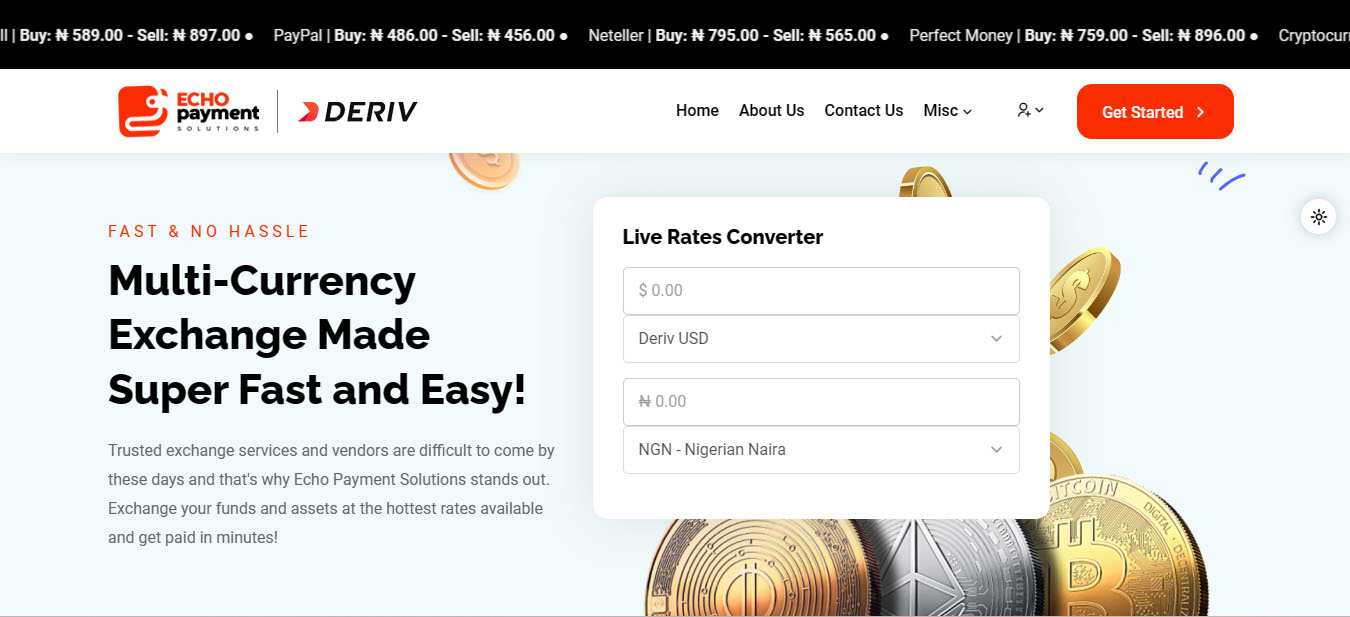 ll | Buy: ₦ 589.00 - Sell: ₦ 897.00 ● PayPal | Buy: ₦ 486.00 - Sell: ₦ 456.00 ● Neteller | Buy: ₦ 795.00 - Sell: ₦ 565.00 ● Perfect Money | Buy: ₦ 759.00 - Sell: ₦ 896.00 ● Cryptocur
ECHO
payment
SOLUTIONS
DERIV
Home About Us Contact Us Misc
Get Started
FAST & NO HASSLE
Multi-Currency
Exchange Made
Super Fast and Easy!
Trusted exchange services and vendors are difficult to come by
these days and that's why Echo Payment Solutions stands out.
Exchange your funds and assets at the hottest rates available
and get paid in minutes!
Live Rates Converter
$ 0.00
Deriv USD
₦ 0.00
NGN - Nigerian Naira
BITCOIN
DIGITAL
DECENTRALIZ